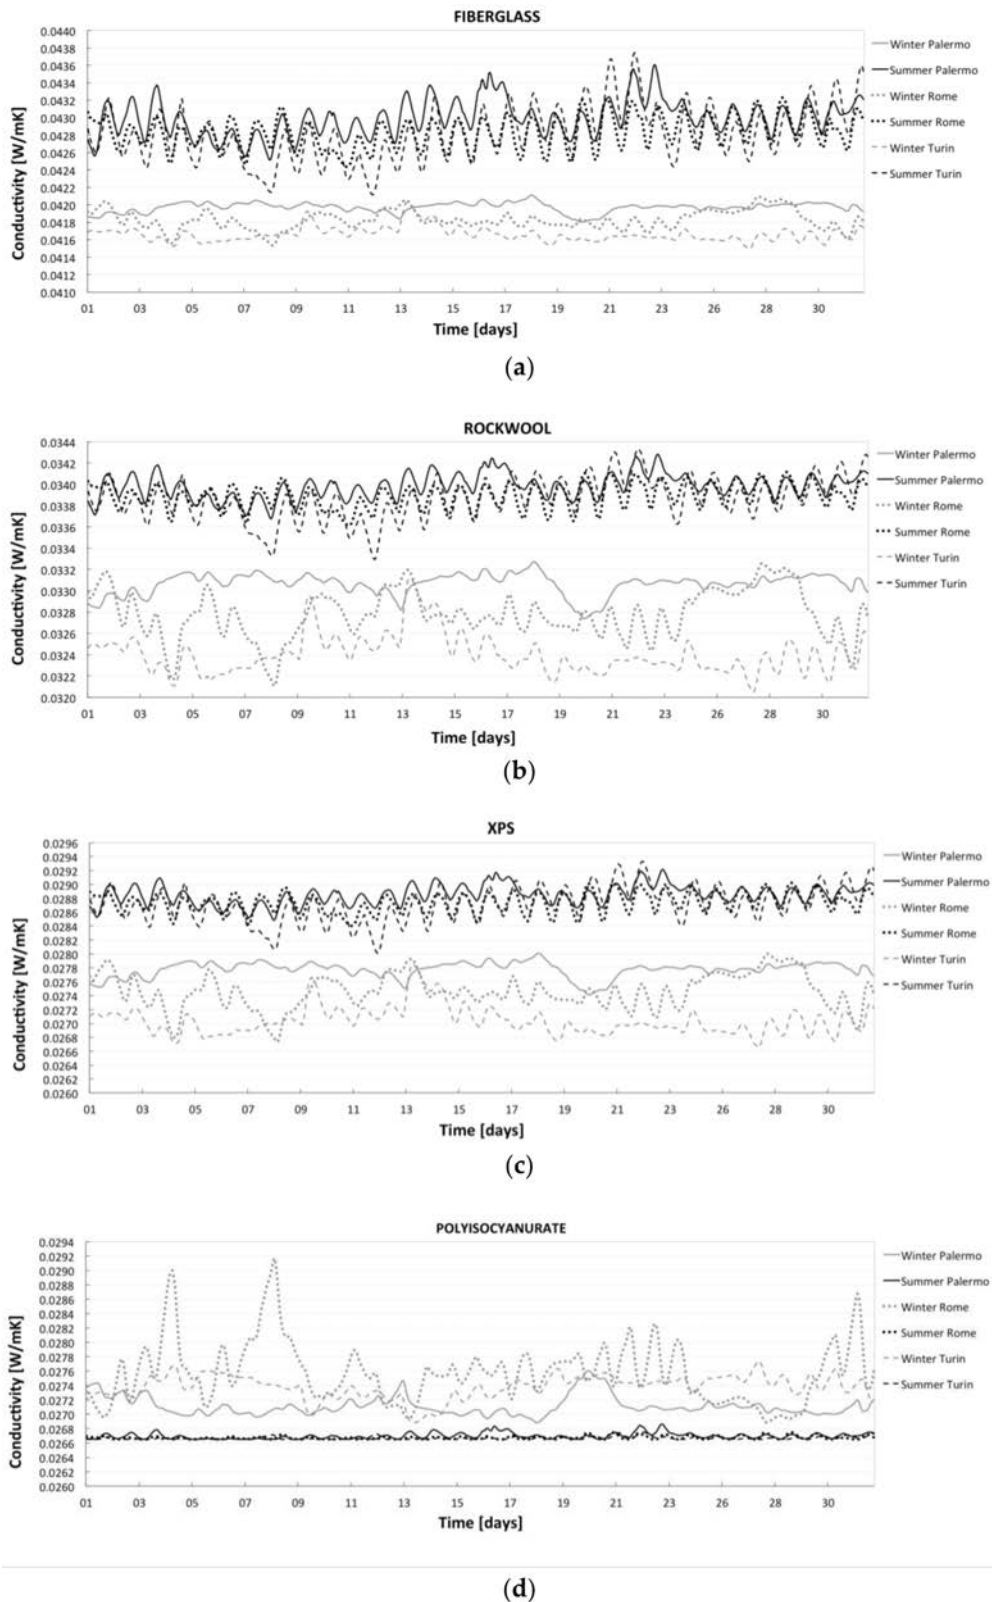 FIBERGLASS
Conductivity [W/mK]
0.0440
0.0438
0.0436
0.0434
0.0432
0.0430
0.0428
0.0426
0.0424
0.0422
0.0420
0.0418
0.0416
0.0414
0.0412
0.0410
01 03 05 07 09 11 13 15 17 19 21 23 25 28 30
Time [days]
Winter Palermo
Summer Palermo
Winter Rome
Summer Rome
Winter Turin
Summer Turin
(a)
ROCKWOOL
Conductivity [W/mK]
0.0344
0.0342
0.0340
0.0338
0.0336
0.0334
0.0332
0.0330
0.0328
0.0326
0.0324
0.0322
0.0320
01 03 05 07 09 11 13 15 17 19 21 23 26 28 30
Time [days]
Winter Palermo
Summer Palermo
Winter Rome
Summer Rome
Winter Turin
Summer Turin
(b)
XPS
Conductivity [W/mK]
0.0296
0.0294
0.0292
0.0290
0.0288
0.0286
0.0284
0.0282
0.0280
0.0278
0.0276
0.0274
0.0272
0.0270
0.0268
0.0266
0.0264
0.0262
0.0260
01 03 05 07 09 11 13 15 17 19 21 23 26 28 30
Time [days]
Winter Palermo
Summer Palermo
Winter Rome
Summer Rome
Winter Turin
Summer Turin
(c)
POLYISOCYANURATE
Conductivity [W/mK]
0.0294
0.0292
0.0290
0.0288
0.0286
0.0284
0.0282
0.0280
0.0278
0.0276
0.0274
0.0272
0.0270
0.0268
0.0266
0.0264
0.0262
0.0260
01 03 05 07 09 11 13 15 17 19 21 23 26 28 30
Time [days]
Winter Palermo
Summer Palermo
Winter Rome
Summer Rome
Winter Turin
Summer Turin
(d)